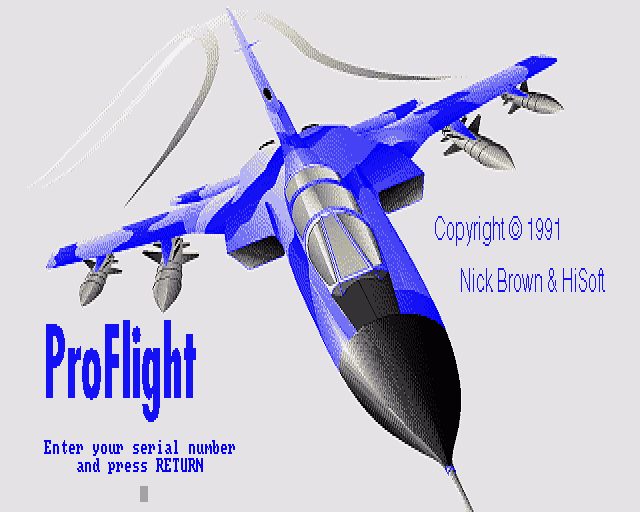 Copyright © 1991
Nick Brown & HiSoft
ProFlight
Enter your serial number
and press RETURN